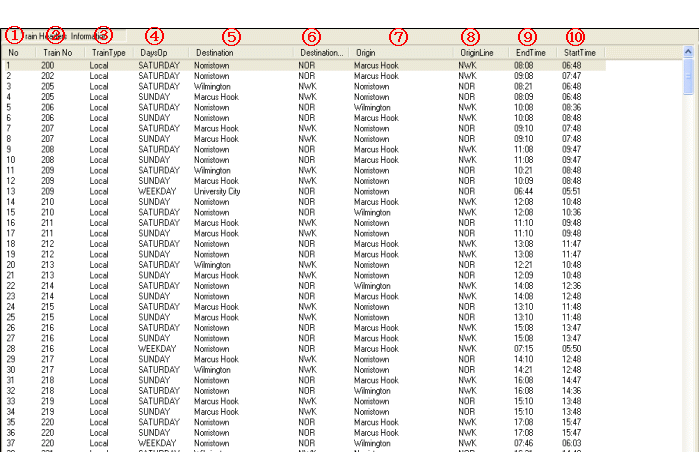 ① ② ③ ④ ⑤ ⑥ ⑦ ⑧ ⑨ ⑩
Train Headers Information
No Train No TrainType DaysOp Destination Destination... Origin OriginLine EndTime StartTime
1 200 Local SATURDAY Norristown NOR Marcus Hook NWK 08:08 06:48
2 202 Local SATURDAY Norristown NOR Marcus Hook NWK 09:08 07:47
3 205 Local SATURDAY Wilmington NWK Norristown NOR 08:21 06:48
4 205 Local SUNDAY Marcus Hook NWK Norristown NOR 08:09 06:48
5 206 Local SATURDAY Norristown NOR Wilmington NWK 10:08 08:36
6 206 Local SUNDAY Norristown NOR Marcus Hook NWK 10:08 08:48
7 207 Local SATURDAY Marcus Hook NWK Norristown NOR 09:10 07:48
8 207 Local SUNDAY Marcus Hook NWK Norristown NOR 09:10 07:48
9 208 Local SATURDAY Norristown NOR Marcus Hook NWK 11:08 09:47
10 208 Local SUNDAY Norristown NOR Marcus Hook NWK 11:08 09:47
11 209 Local SATURDAY Wilmington NWK Norristown NOR 10:21 08:48
12 209 Local SUNDAY Marcus Hook NWK Norristown NOR 10:09 08:48
13 209 Local WEEKDAY University City NOR Norristown NOR 06:44 05:51
14 210 Local SUNDAY Norristown NOR Marcus Hook NWK 12:08 10:48
15 210 Local SATURDAY Norristown NOR Wilmington NWK 12:08 10:36
16 211 Local SATURDAY Marcus Hook NWK Norristown NOR 11:10 09:48
17 211 Local SUNDAY Marcus Hook NWK Norristown NOR 11:10 09:48
18 212 Local SATURDAY Norristown NOR Marcus Hook NWK 13:08 11:47
19 212 Local SUNDAY Norristown NOR Marcus Hook NWK 13:08 11:47
20 213 Local SATURDAY Wilmington NWK Norristown NOR 12:21 10:48
21 213 Local SUNDAY Marcus Hook NWK Norristown NOR 12:09 10:48
22 214 Local SATURDAY Norristown NOR Wilmington NWK 14:08 12:36
23 214 Local SUNDAY Norristown NOR Marcus Hook NWK 14:08 12:48
24 215 Local SATURDAY Marcus Hook NWK Norristown NOR 13:10 11:48
25 215 Local SUNDAY Marcus Hook NWK Norristown NOR 13:10 11:48
26 216 Local SATURDAY Norristown NOR Marcus Hook NWK 15:08 13:47
27 216 Local SUNDAY Norristown NOR Marcus Hook NWK 15:08 13:47
28 216 Local WEEKDAY Norristown NOR Marcus Hook NWK 07:15 05:50
29 217 Local SUNDAY Marcus Hook NWK Norristown NOR 14:10 12:48
30 217 Local SATURDAY Wilmington NWK Norristown NOR 14:21 12:48
31 218 Local SUNDAY Norristown NOR Marcus Hook NWK 16:08 14:47
32 218 Local SATURDAY Norristown NOR Wilmington NWK 16:08 14:36
33 219 Local SATURDAY Marcus Hook NWK Norristown NOR 15:10 13:48
34 219 Local SUNDAY Marcus Hook NWK Norristown NOR 15:10 13:48
35 220 Local SATURDAY Norristown NOR Marcus Hook NWK 17:08 15:47
36 220 Local SUNDAY Norristown NOR Marcus Hook NWK 17:08 15:47
37 220 Local WEEKDAY Norristown NOR Wilmington NWK 07:46 06:03